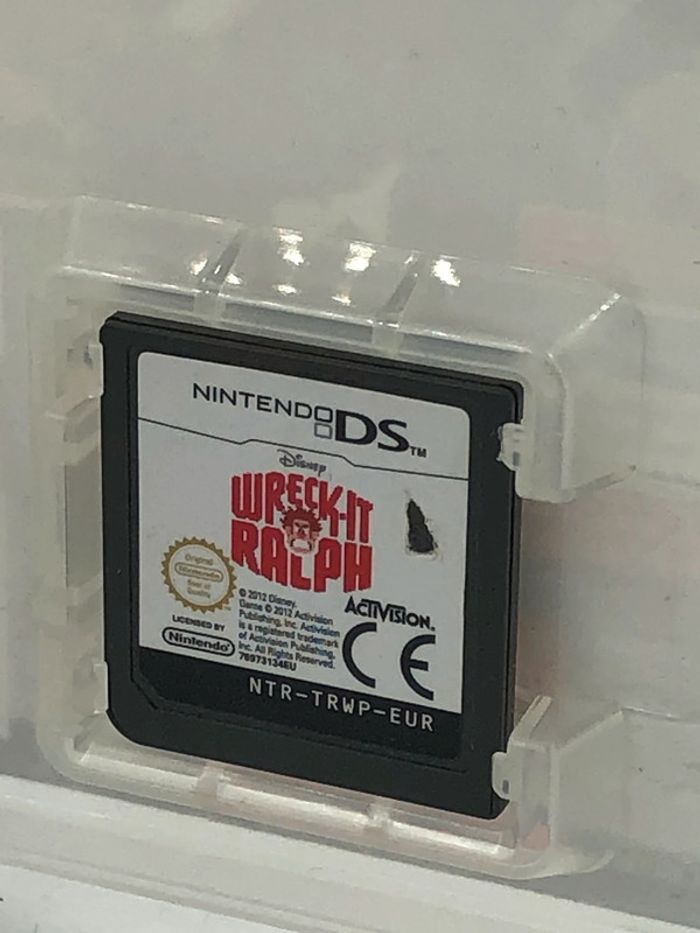 NINTENDO DS™
Disney
WRECK-IT
RALPH
Original
Nintendo
Seal of
Quality
LICENSED BY
Nintendo
© 2012 Disney.
Game © 2012 Activision
Publishing, Inc. Activision
is a registered trademark
of Activision Publishing,
Inc. All Rights Reserved.
76973134EU
ACTIVISION.
CE
NTR-TRWP-EUR